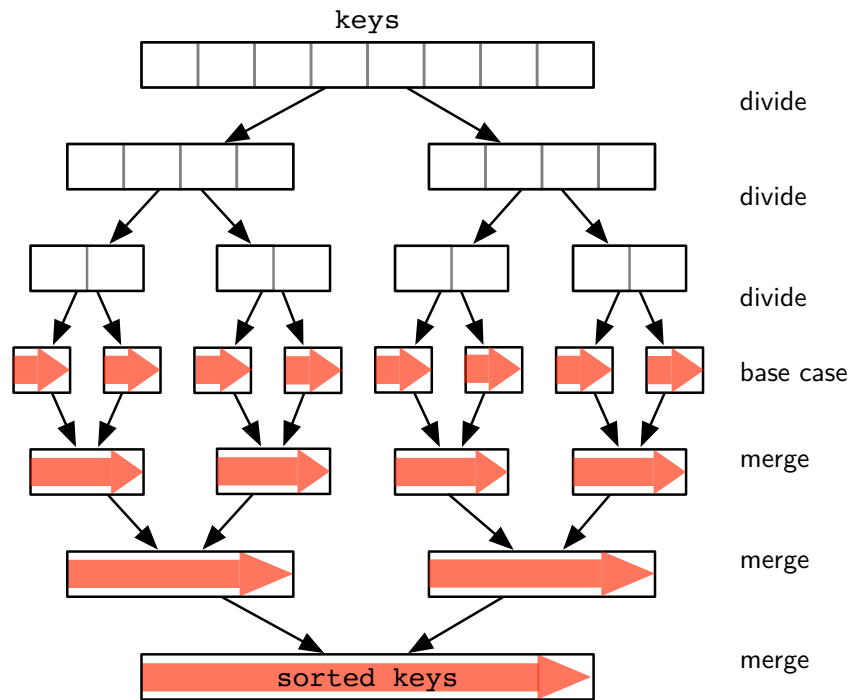 keys
divide
divide
divide
base case
merge
merge
merge
sorted keys